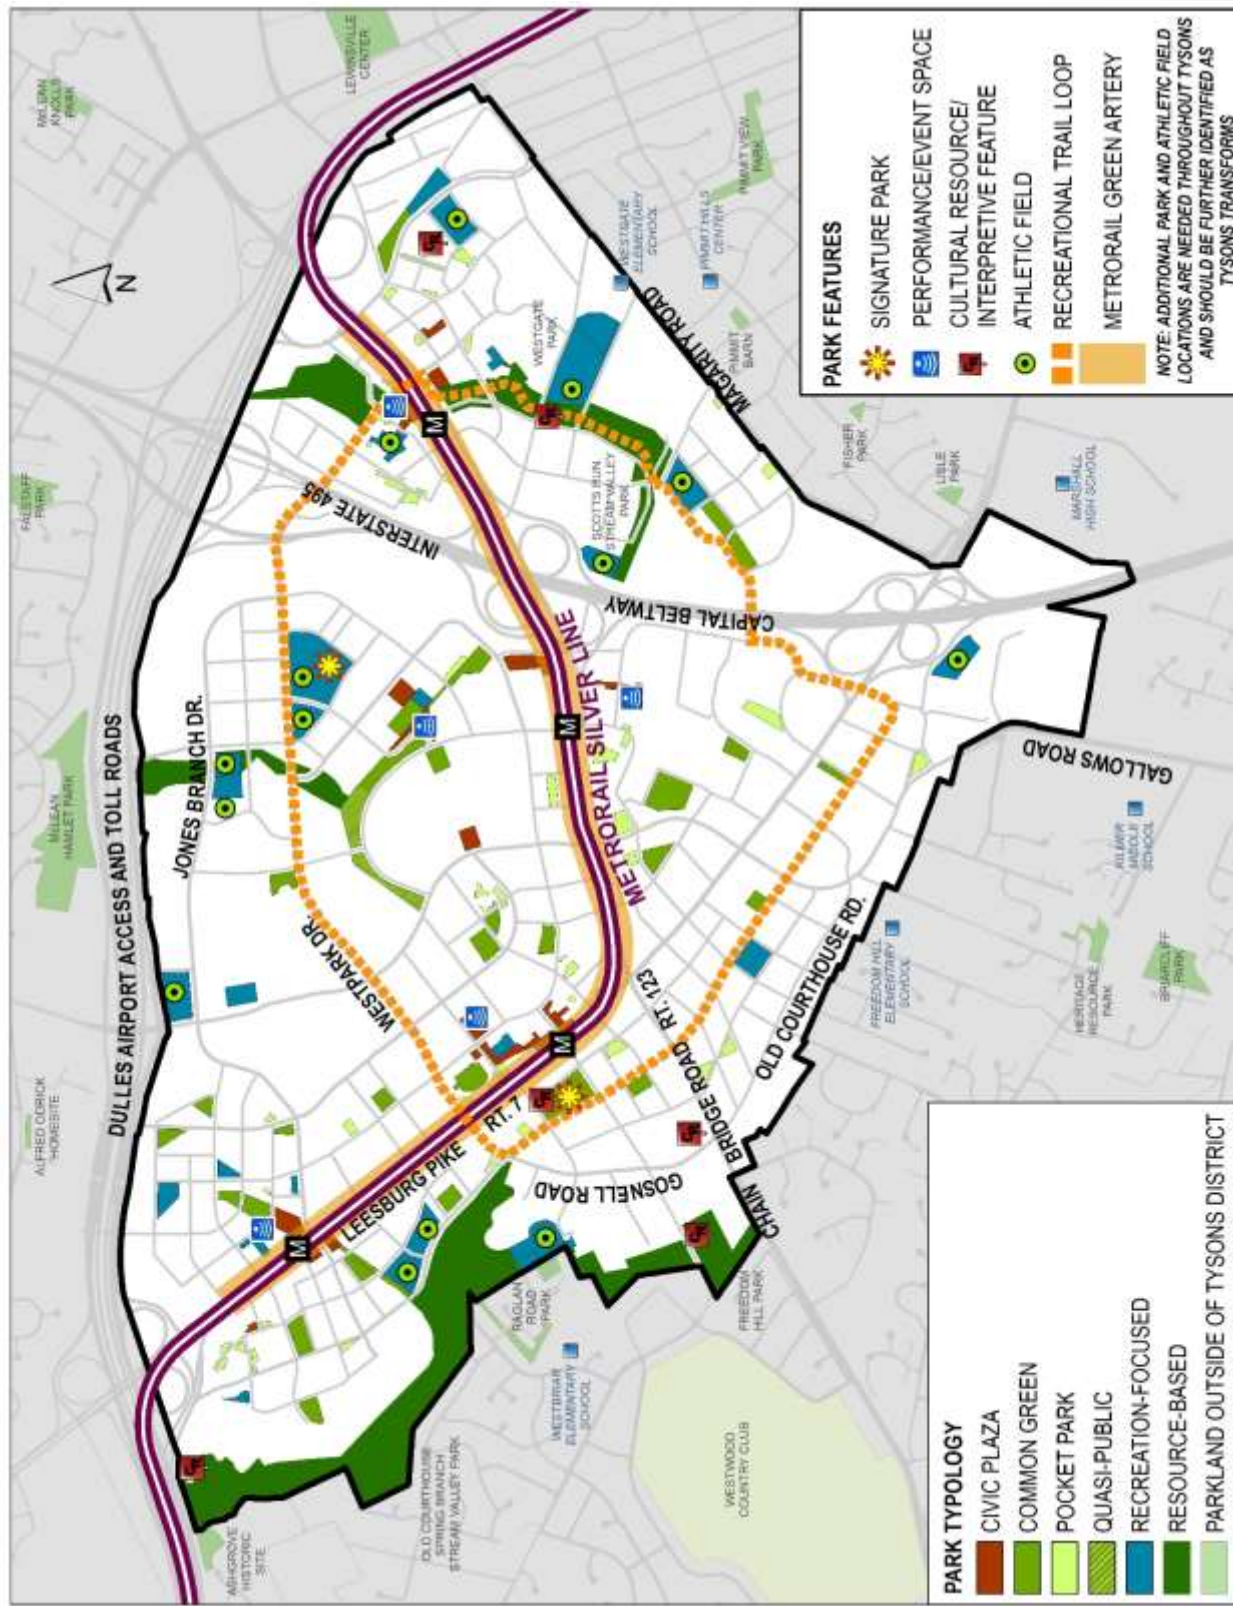 McLEAN
KNOLLS
PARK
LEWINSVILLE
CENTER
FALSTAFF
PARK
McLEAN
HAMLET PARK
ALFRED ODRICK
HOMESITE
DULLES AIRPORT ACCESS AND TOLL ROADS
N
JONES BRANCH DR.
INTERSTATE 495
WESTPARK DR.
M
M
M
M
METRORAIL SILVER LINE
CAPITAL BELTWAY
SCOTTS RUN
STREAM VALLEY
PARK
WESTGATE
PARK
WESTGATE
ELEMENTARY
SCHOOL
PIMMIT HILLS
CENTER
PIMMIT VIEW
PARK
MAGARITY ROAD
PIMMIT
BARN
FISHER
PARK
LISLE
PARK
MARSHALL
HIGH SCHOOL
GALLOWS ROAD
KILMER
MIDDLE
SCHOOL
LEESBURG PIKE RT. 7
CHAIN BRIDGE ROAD RT. 123
GOSNELL ROAD
OLD COURTHOUSE RD.
FREEDOM HILL
ELEMENTARY
SCHOOL
HERITAGE
RESOURCE
PARK
BRIARCLIFF
PARK
RAGLAN
ROAD
PARK
FREEDOM
HILL PARK
WESTBRIAR
ELEMENTARY
SCHOOL
OLD COURTHOUSE
SPRING BRANCH
STREAM VALLEY PARK
ASHGROVE
HISTORIC
SITE
WESTWOOD
COUNTRY CLUB
PARK TYPOLOGY
CIVIC PLAZA
COMMON GREEN
POCKET PARK
QUASI-PUBLIC
RECREATION-FOCUSED
RESOURCE-BASED
PARKLAND OUTSIDE OF TYSONS DISTRICT
PARK FEATURES
SIGNATURE PARK
PERFORMANCE/EVENT SPACE
CULTURAL RESOURCE/
INTERPRETIVE FEATURE
ATHLETIC FIELD
RECREATIONAL TRAIL LOOP
METRORAIL GREEN ARTERY
NOTE: ADDITIONAL PARK AND ATHLETIC FIELD
LOCATIONS ARE NEEDED THROUGHOUT TYSONS
AND SHOULD BE FURTHER IDENTIFIED AS
TYSONS TRANSFORMS